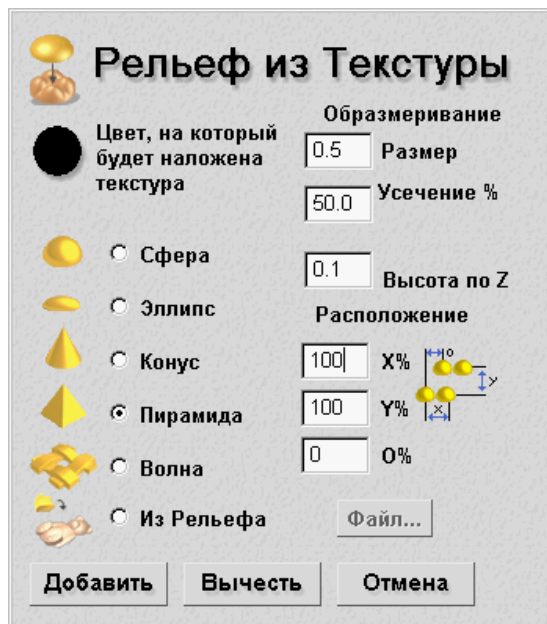 Рельеф из Текстуры
Цвет, на который
будет наложена
текстура
Образмеривание
0.5 Размер
50.0 Усечение %
0.1 Высота по Z
Сфера
Эллипс
Конус
Пирамида
Волна
Из Рельефа
Расположение
100 X%
100 Y%
0 O%
o
y
x
Файл...
Добавить Вычесть Отмена